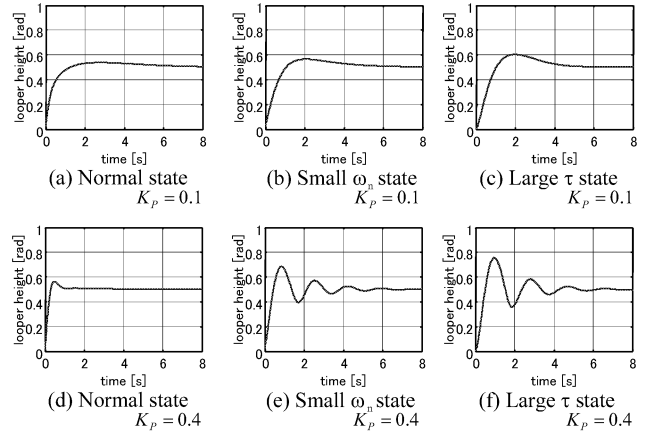 looper height [rad]
1
0.8
0.6
0.4
0.2
0
0 2 4 6 8
time [s]
(a) Normal state
K_P = 0.1
looper height [rad]
1
0.8
0.6
0.4
0.2
0
0 2 4 6 8
time [s]
(b) Small ω_n state
K_P = 0.1
looper height [rad]
1
0.8
0.6
0.4
0.2
0
0 2 4 6 8
time [s]
(c) Large τ state
K_P = 0.1
looper height [rad]
1
0.8
0.6
0.4
0.2
0
0 2 4 6 8
time [s]
(d) Normal state
K_P = 0.4
looper height [rad]
1
0.8
0.6
0.4
0.2
0
0 2 4 6 8
time [s]
(e) Small ω_n state
K_P = 0.4
looper height [rad]
1
0.8
0.6
0.4
0.2
0
0 2 4 6 8
time [s]
(f) Large τ state
K_P = 0.4